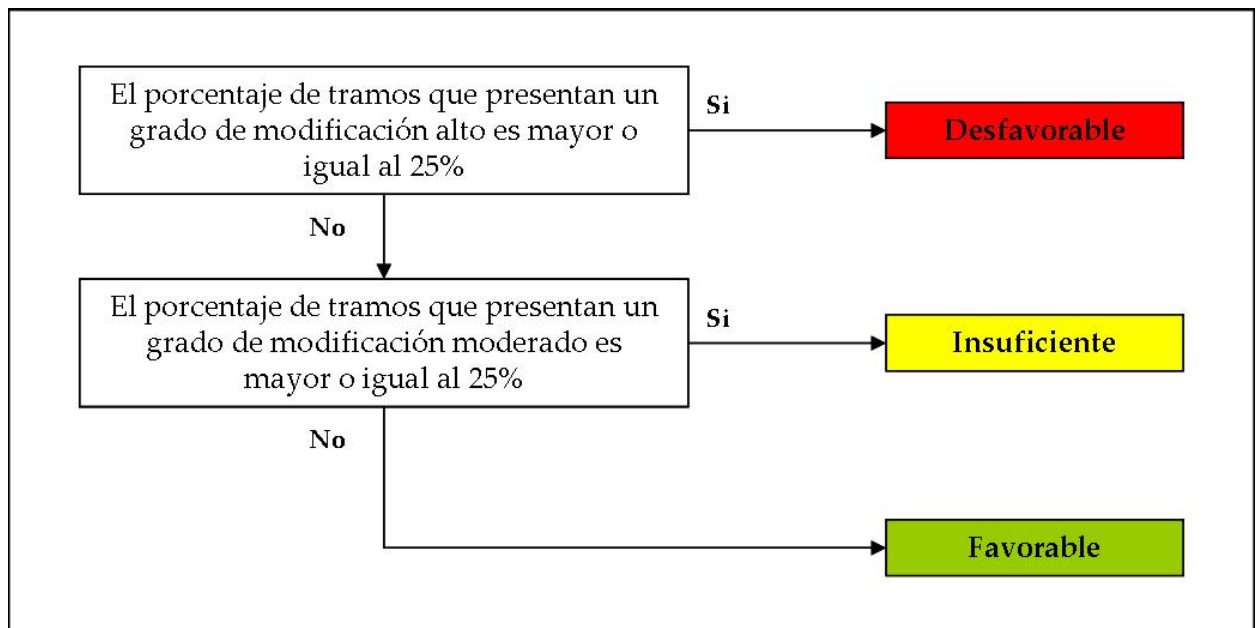 El porcentaje de tramos que presentan un
grado de modificación alto es mayor o
igual al 25%
Si
Desfavorable
No
El porcentaje de tramos que presentan un
grado de modificación moderado es
mayor o igual al 25%
Si
Insuficiente
No
Favorable